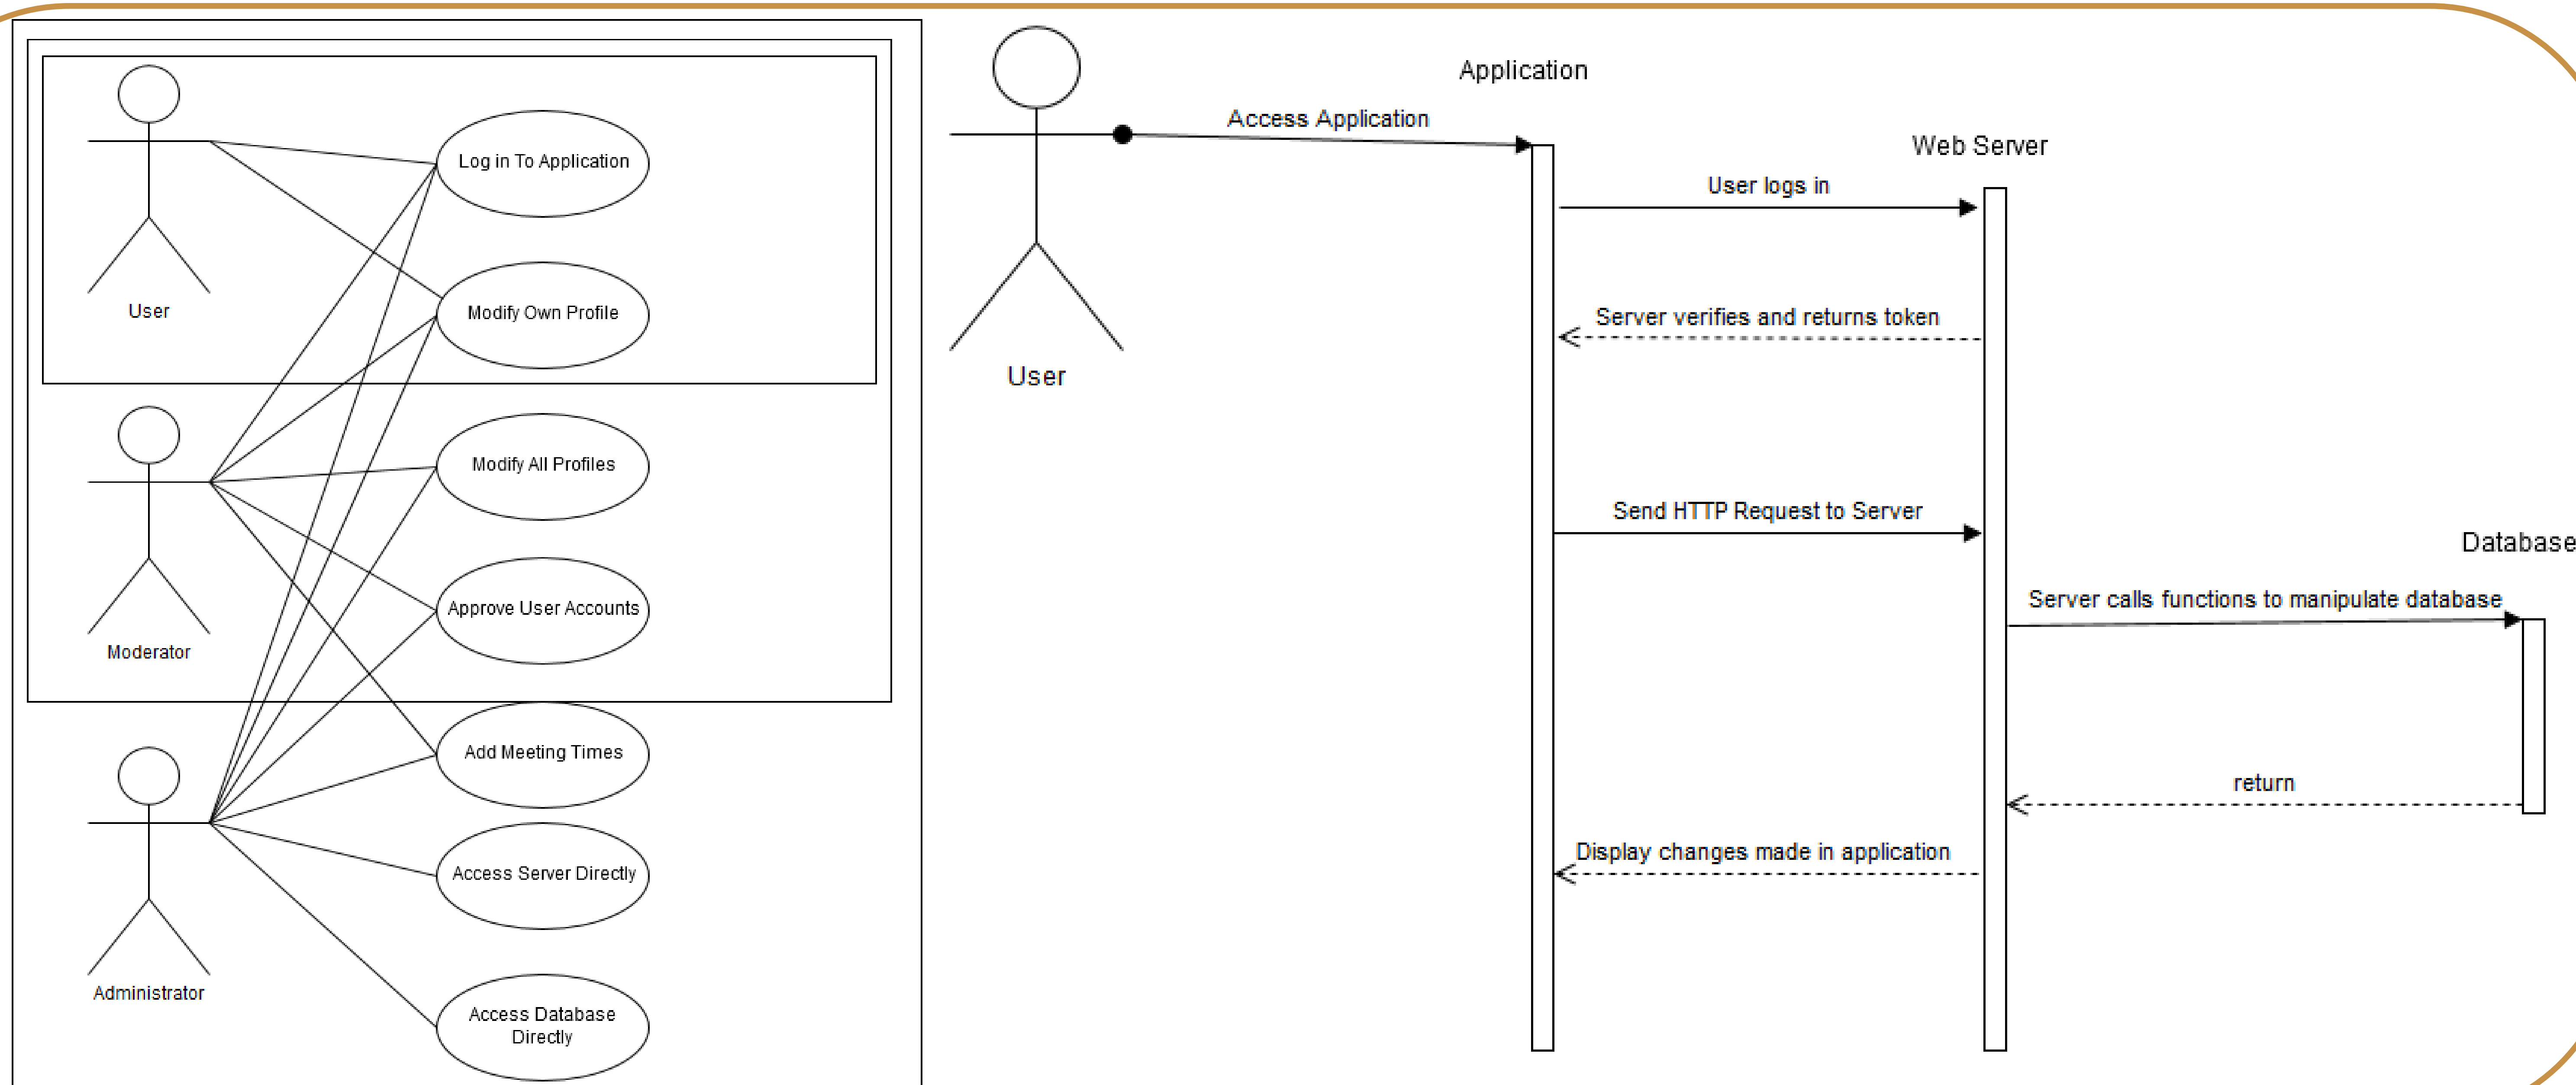 Log in To Application
Modify Own Profile
User
Modify All Profiles
Approve User Accounts
Moderator
Add Meeting Times
Access Server Directly
Administrator
Access Database
Directly
Application
Access Application
Web Server
User logs in
Server verifies and returns token
User
Send HTTP Request to Server
Database
Server calls functions to manipulate database
return
Display changes made in application